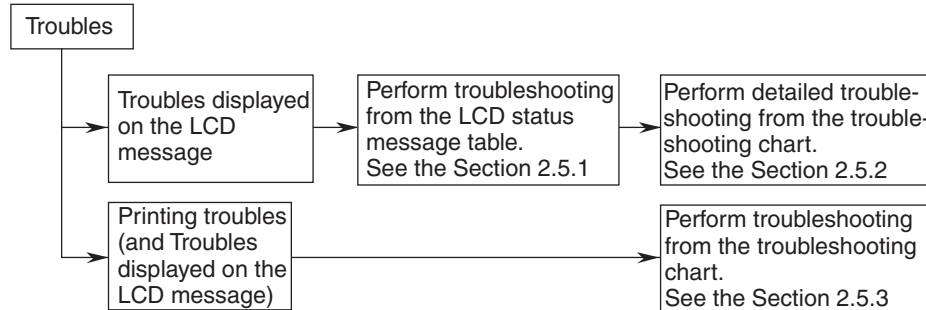 Troubles
Troubles displayed
on the LCD
message
Perform troubleshooting
from the LCD status
message table.
See the Section 2.5.1
Perform detailed trouble-
shooting from the trouble-
shooting chart.
See the Section 2.5.2
Printing troubles
(and Troubles
displayed on the
LCD message)
Perform troubleshooting
from the troubleshooting
chart.
See the Section 2.5.3